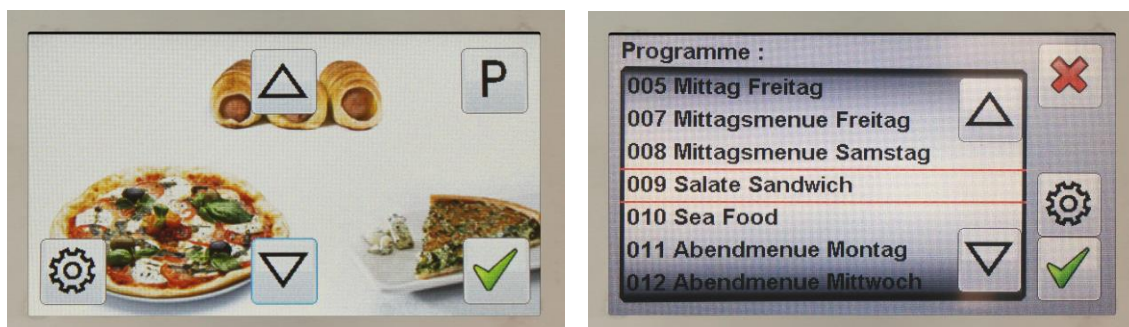 P
Programme :
005 Mittag Freitag
007 Mittagsmenue Freitag
008 Mittagsmenue Samstag
009 Salate Sandwich
010 Sea Food
011 Abendmenue Montag
012 Abendmenue Mittwoch